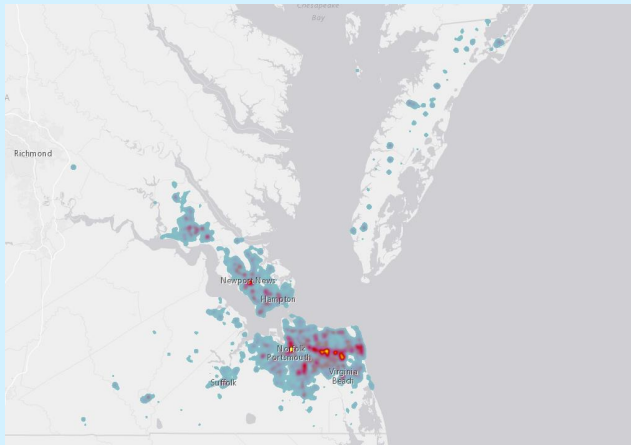 Chesapeake
Bay
Richmond
Newport News
Hampton
Norfolk
Portsmouth
Suffolk
Virginia
Beach